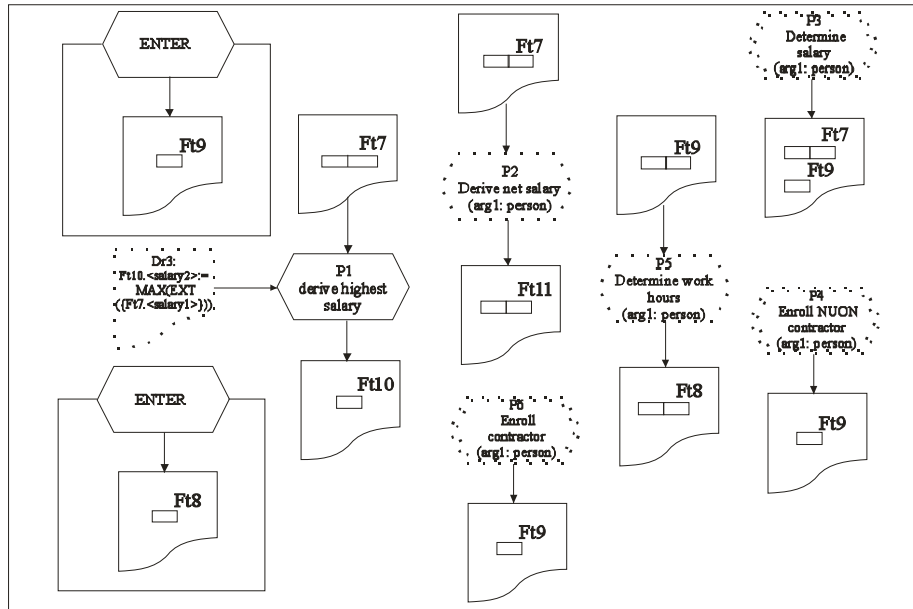 ENTER
Ft9
Ft7
Dr3:
Ft10.<salary2>:=
MAX(EXT
({Ft7.<salary1>})).
P1
derive highest
salary
Ft10
ENTER
Ft8
Ft7
P2
Derive net salary
(arg1: person)
Ft11
P6
Enroll
contractor
(arg1: person)
Ft9
Ft9
P5
Determine work
hours
(arg1: person)
Ft8
P3
Determine
salary
(arg1: person)
Ft7
Ft9
P4
Enroll NUON
contractor
(arg1: person)
Ft9